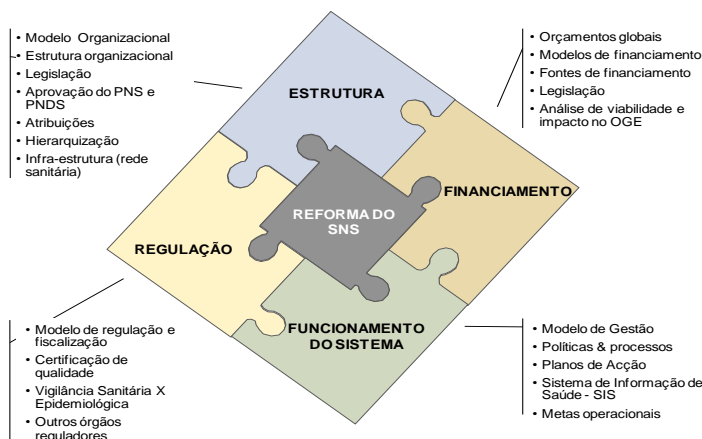 • Modelo Organizacional
• Estrutura organizacional
• Legislação
• Aprovação do PNS e
PNDS
• Atribuições
• Hierarquização
• Infra-estrutura (rede
sanitária)
• Orçamentos globais
• Modelos de financiamento
• Fontes de financiamento
• Legislação
• Análise de viabilidade e
impacto no OGE
ESTRUTURA
FINANCIAMENTO
REFORMA DO
SNS
REGULAÇÃO
FUNCIONAMENTO
DO SISTEMA
• Modelo de regulação e
fiscalização
• Certificação de
qualidade
• Vigilância Sanitária X
Epidemiológica
• Outros órgãos
reguladores
• Modelo de Gestão
• Políticas & processos
• Planos de Acção
• Sistema de Informação de
Saúde - SIS
• Metas operacionais